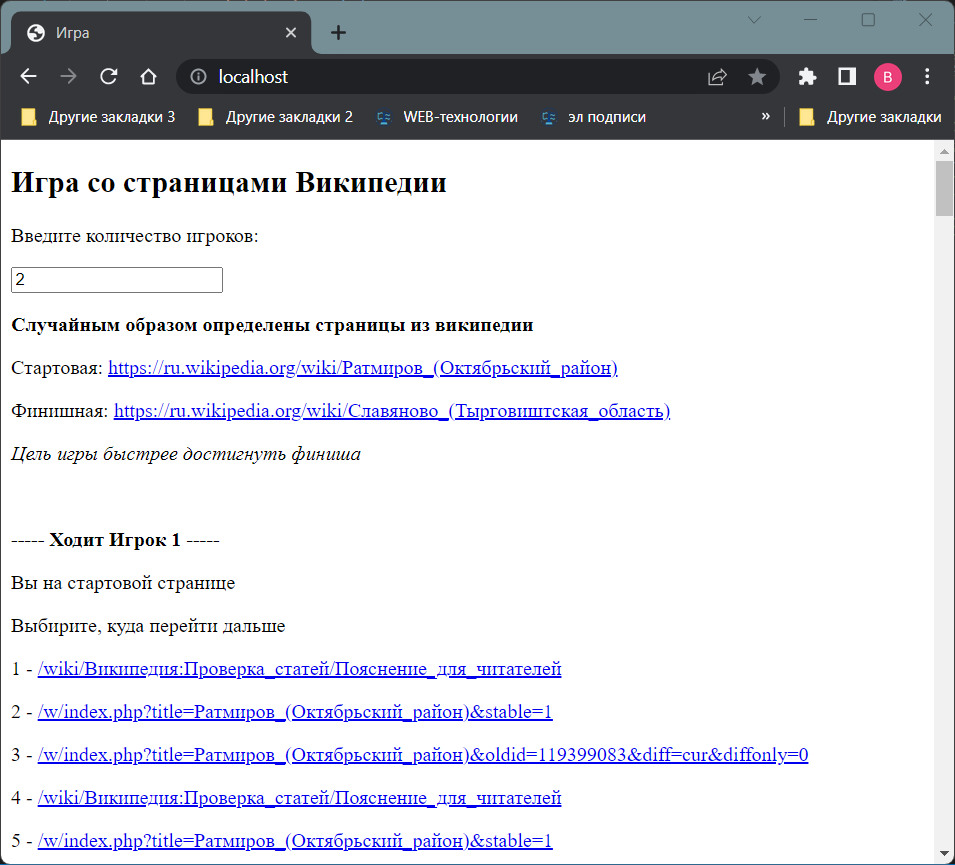 Игра
localhost
В
Другие закладки 3 Другие закладки 2 WEB-технологии эл подписи » Другие закладки
Игра со страницами Википедии
Введите количество игроков:
2
Случайным образом определены страницы из википедии
Стартовая: https://ru.wikipedia.org/wiki/Ратмиров_(Октябрьский_район)
Финишная: https://ru.wikipedia.org/wiki/Славяново_(Тырговиштская_область)
Цель игры быстрее достигнуть финиша
----- Ходит Игрок 1 -----
Вы на стартовой странице
Выбирите, куда перейти дальше
1 - /wiki/Википедия:Проверка_статей/Пояснение_для_читателей
2 - /w/index.php?title=Ратмиров_(Октябрьский_район)&stable=1
3 - /w/index.php?title=Ратмиров_(Октябрьский_район)&oldid=119399083&diff=cur&diffonly=0
4 - /wiki/Википедия:Проверка_статей/Пояснение_для_читателей
5 - /w/index.php?title=Ратмиров_(Октябрьский_район)&stable=1